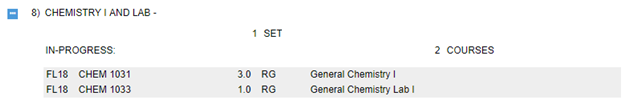 8) CHEMISTRY I AND LAB -
1 SET
IN-PROGRESS: 2 COURSES
FL18 CHEM 1031 3.0 RG General Chemistry I
FL18 CHEM 1033 1.0 RG General Chemistry Lab I